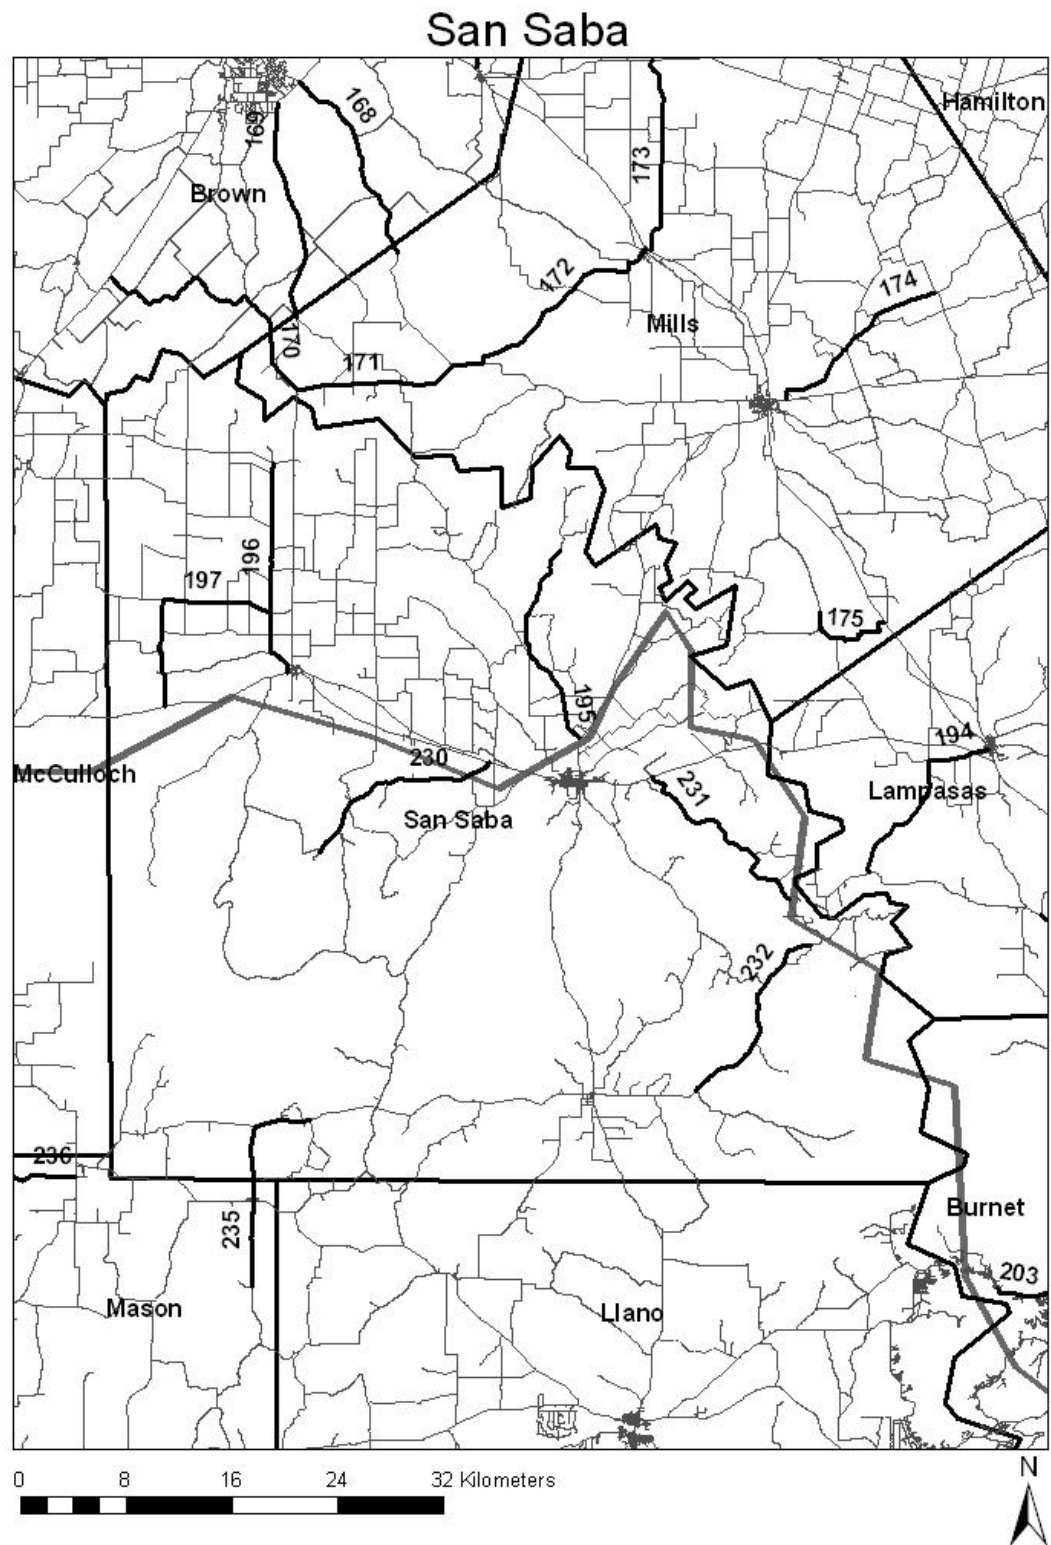 San Saba
Hamilton
168
169
173
Brown
172
174
Mills
170
171
196
197
175
195
194
McCulloch
230
231
Lampasas
San Saba
232
236
Burnet
235
203
Mason
Llano
0 8 16 24 32 Kilometers
N